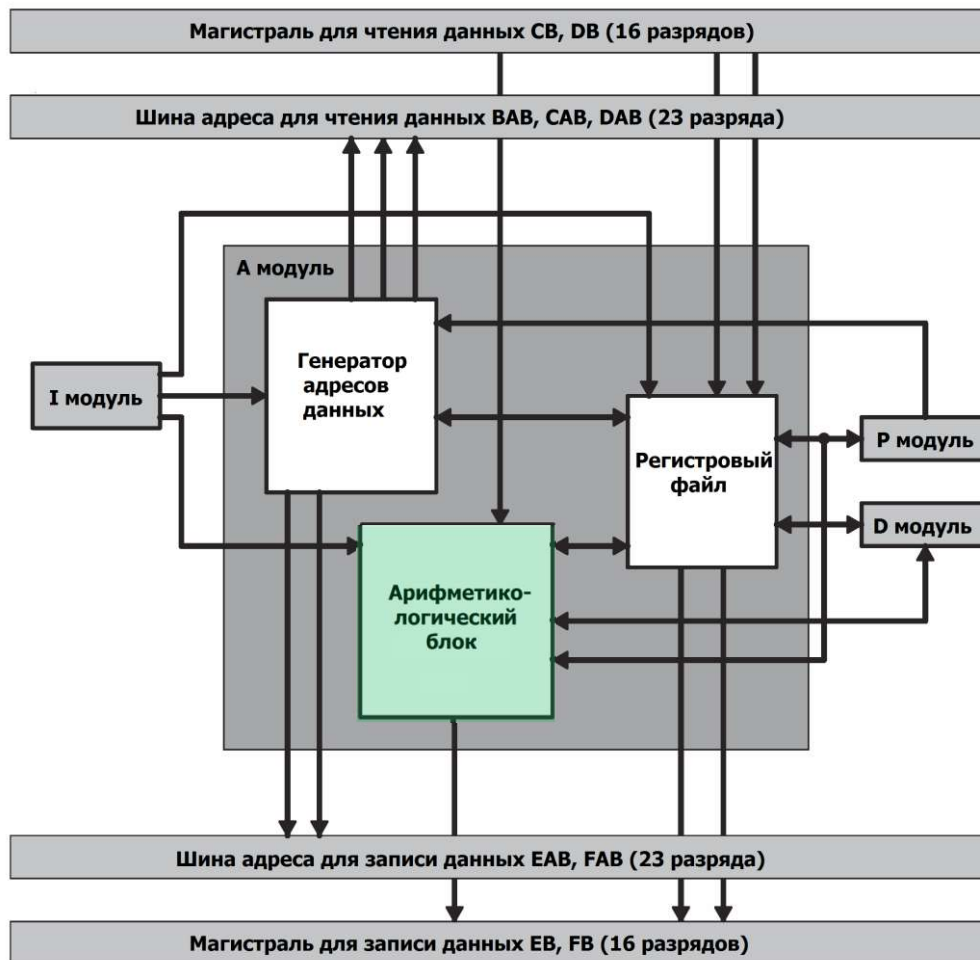 Магистраль для чтения данных CB, DB (16 разрядов)
Шина адреса для чтения данных BAB, CAB, DAB (23 разряда)
А модуль
Генератор
адресов
данных
I модуль
Регистровый
файл
P модуль
D модуль
Арифметико-
логический
блок
Шина адреса для записи данных EAB, FAB (23 разряда)
Магистраль для записи данных EB, FB (16 разрядов)